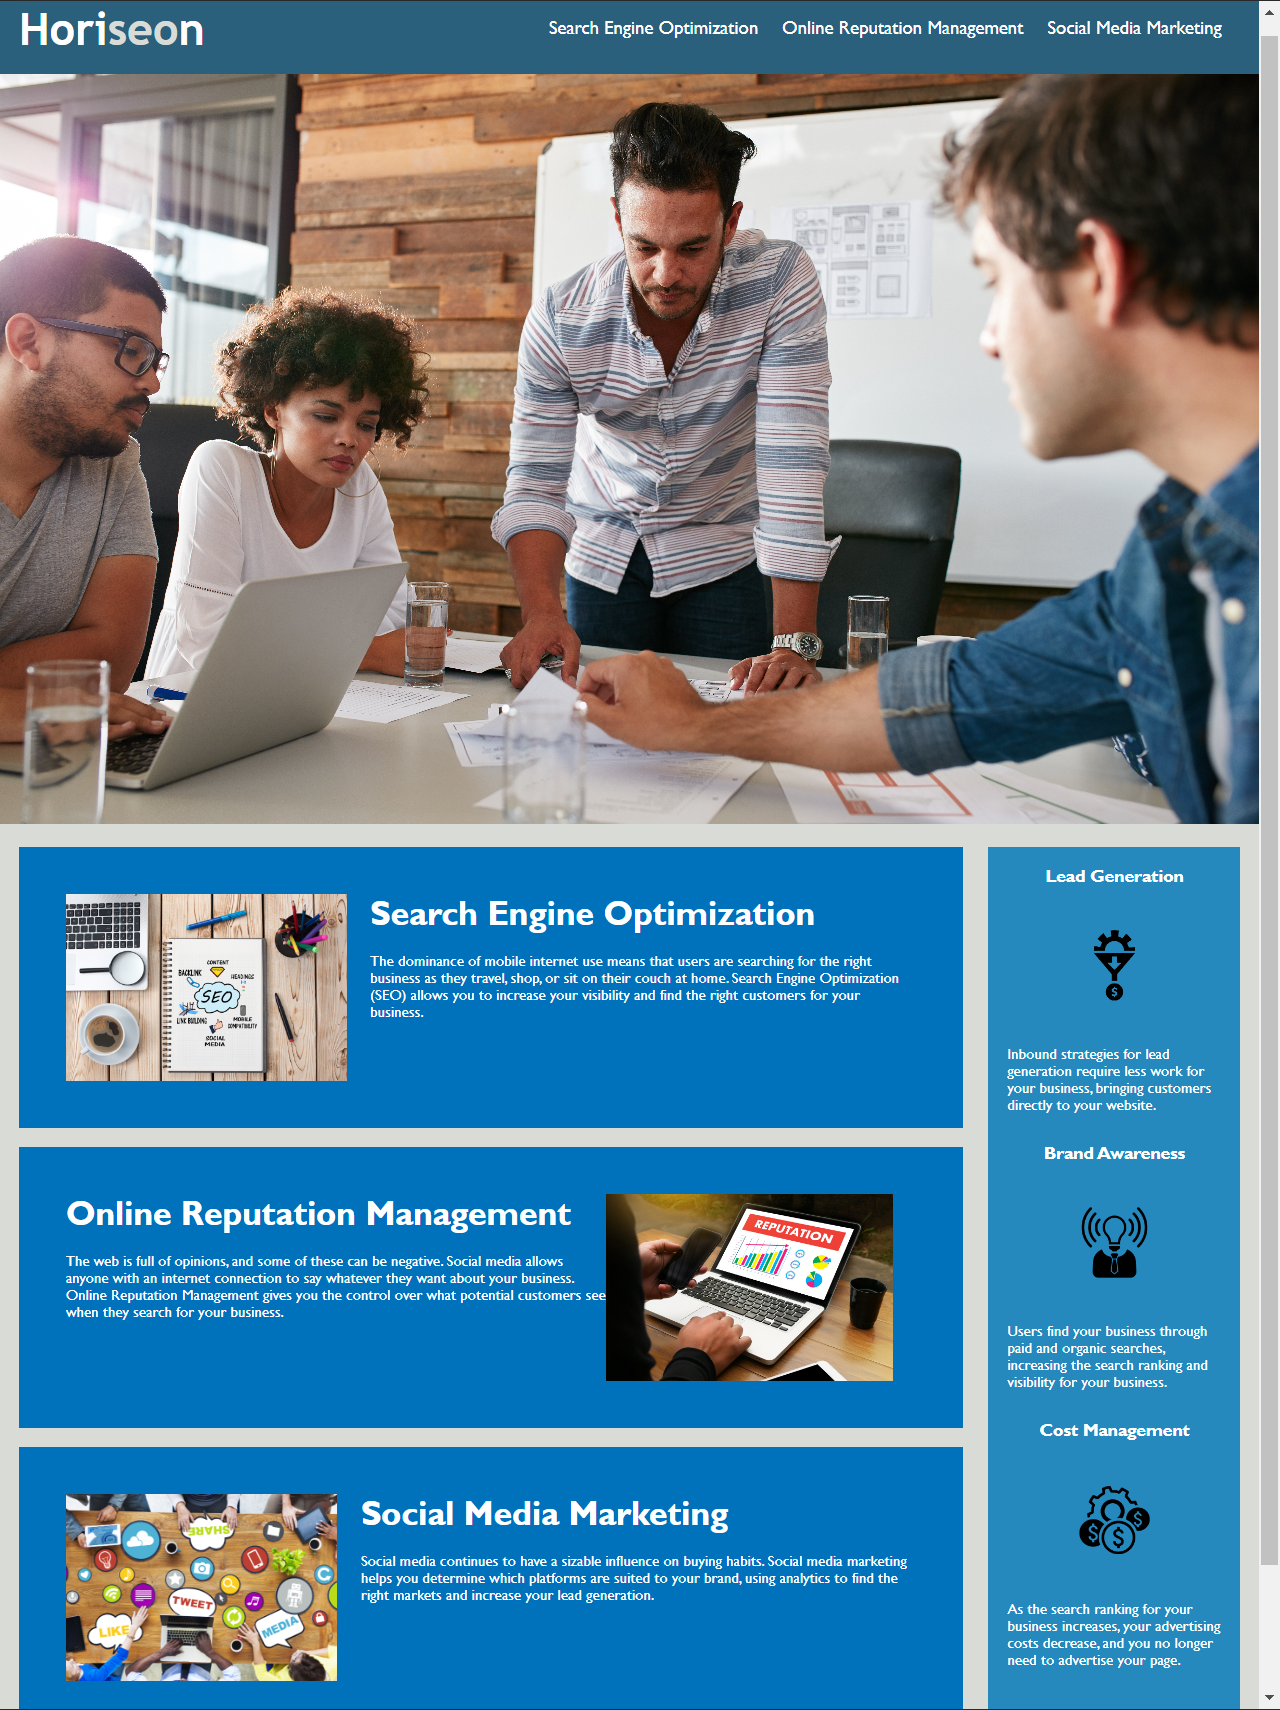 Horiseon
Search Engine Optimization
Online Reputation Management
Social Media Marketing
Search Engine Optimization
The dominance of mobile internet use means that users are searching for the right
business as they travel, shop, or sit on their couch at home. Search Engine Optimization
(SEO) allows you to increase your visibility and find the right customers for your
business.
CONTENT
BACKLINK
HEADINGS
SEO
LINK BUILDING
MOBILE
COMPATIBILITY
SOCIAL
MEDIA
Online Reputation Management
The web is full of opinions, and some of these can be negative. Social media allows
anyone with an internet connection to say whatever they want about your business.
Online Reputation Management gives you the control over what potential customers see
when they search for your business.
REPUTATION
Social Media Marketing
Social media continues to have a sizable influence on buying habits. Social media marketing
helps you determine which platforms are suited to your brand, using analytics to find the
right markets and increase your lead generation.
SHARE
TWEET
LIKE
MEDIA
Lead Generation
$
Inbound strategies for lead
generation require less work for
your business, bringing customers
directly to your website.
Brand Awareness
Users find your business through
paid and organic searches,
increasing the search ranking and
visibility for your business.
Cost Management
$ $
$
As the search ranking for your
business increases, your advertising
costs decrease, and you no longer
need to advertise your page.